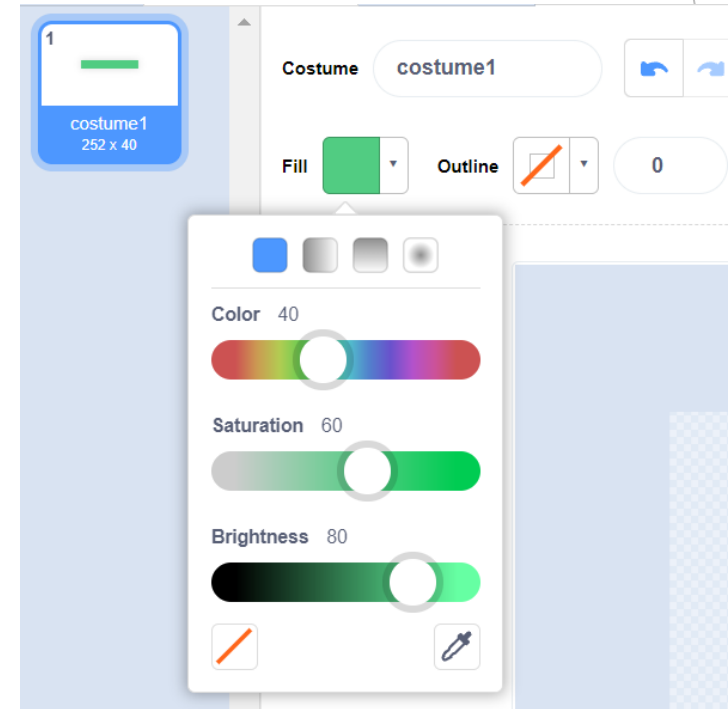 1
costume1
252 x 40
Costume costume1
Fill Outline 0
Color 40
Saturation 60
Brightness 80